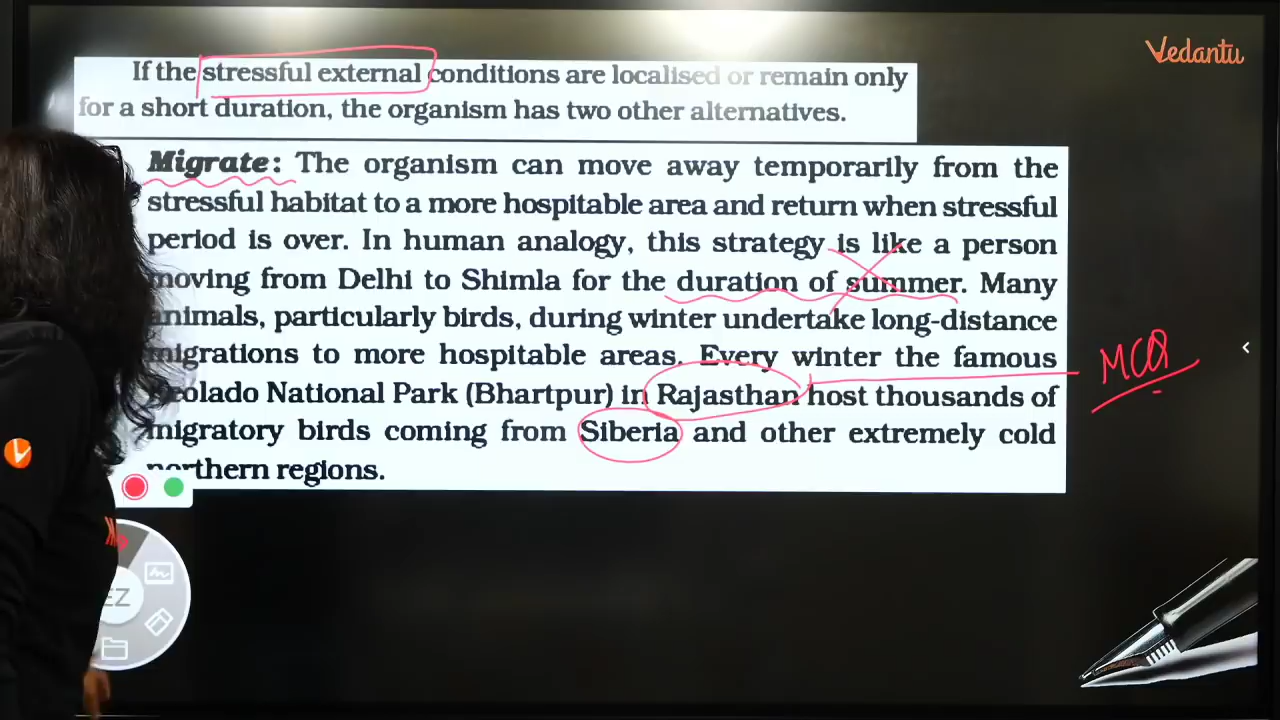 Vedantu
If the stressful external conditions are localised or remain only
for a short duration, the organism has two other alternatives.
Migrate: The organism can move away temporarily from the
stressful habitat to a more hospitable area and return when stressful
period is over. In human analogy, this strategy is like a person
moving from Delhi to Shimla for the duration of summer. Many
animals, particularly birds, during winter undertake long-distance
migrations to more hospitable areas. Every winter the famous
MCQ
National Park (Bhartpur) in Rajasthan host thousands of
migratory birds coming from Siberia and other extremely cold
northern regions.
EZ